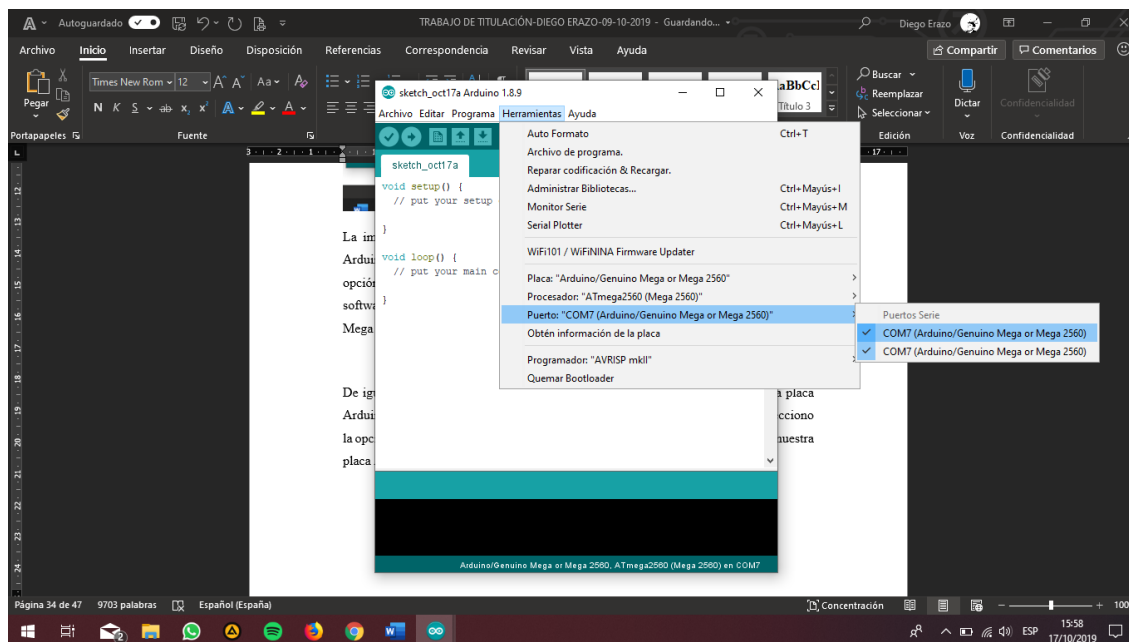 Autoguardado
TRABAJO DE TITULACIÓN-DIEGO ERAZO-09-10-2019 - Guardando...
Diego Erazo
Archivo Inicio Insertar Diseño Disposición Referencias Correspondencia Revisar Vista Ayuda
Compartir Comentarios
Pegar
Times New Rom 12
N K S ab x, x²
Título 3
Buscar
Reemplazar
Seleccionar
Dictar
Confidencialidad
Portapapeles Fuente
Edición Voz Confidencialidad
sketch_oct17a Arduino 1.8.9
Archivo Editar Programa Herramientas Ayuda
sketch_oct17a
void setup() {
// put your setup
}
void loop() {
// put your main c
}
Auto Formato Ctrl+T
Archivo de programa.
Reparar codificación & Recargar.
Administrar Bibliotecas... Ctrl+Mayús+I
Monitor Serie Ctrl+Mayús+M
Serial Plotter Ctrl+Mayús+L
WiFi101 / WiFiNINA Firmware Updater
Placa: "Arduino/Genuino Mega or Mega 2560"
Procesador: "ATmega2560 (Mega 2560)"
Puerto: "COM7 (Arduino/Genuino Mega or Mega 2560)"
Obtén información de la placa
Programador: "AVRISP mkII"
Quemar Bootloader
Puertos Serie
COM7 (Arduino/Genuino Mega or Mega 2560)
COM7 (Arduino/Genuino Mega or Mega 2560)
La im
Ardui
opción
softwa
Mega
De igu
a placa
Ardui
cciono
la opc
nuestra
placa
Arduino/Genuino Mega or Mega 2560, ATmega2560 (Mega 2560) en COM7
Página 34 de 47 9703 palabras Español (España)
Concentración
100
ESP
15:58
17/10/2019